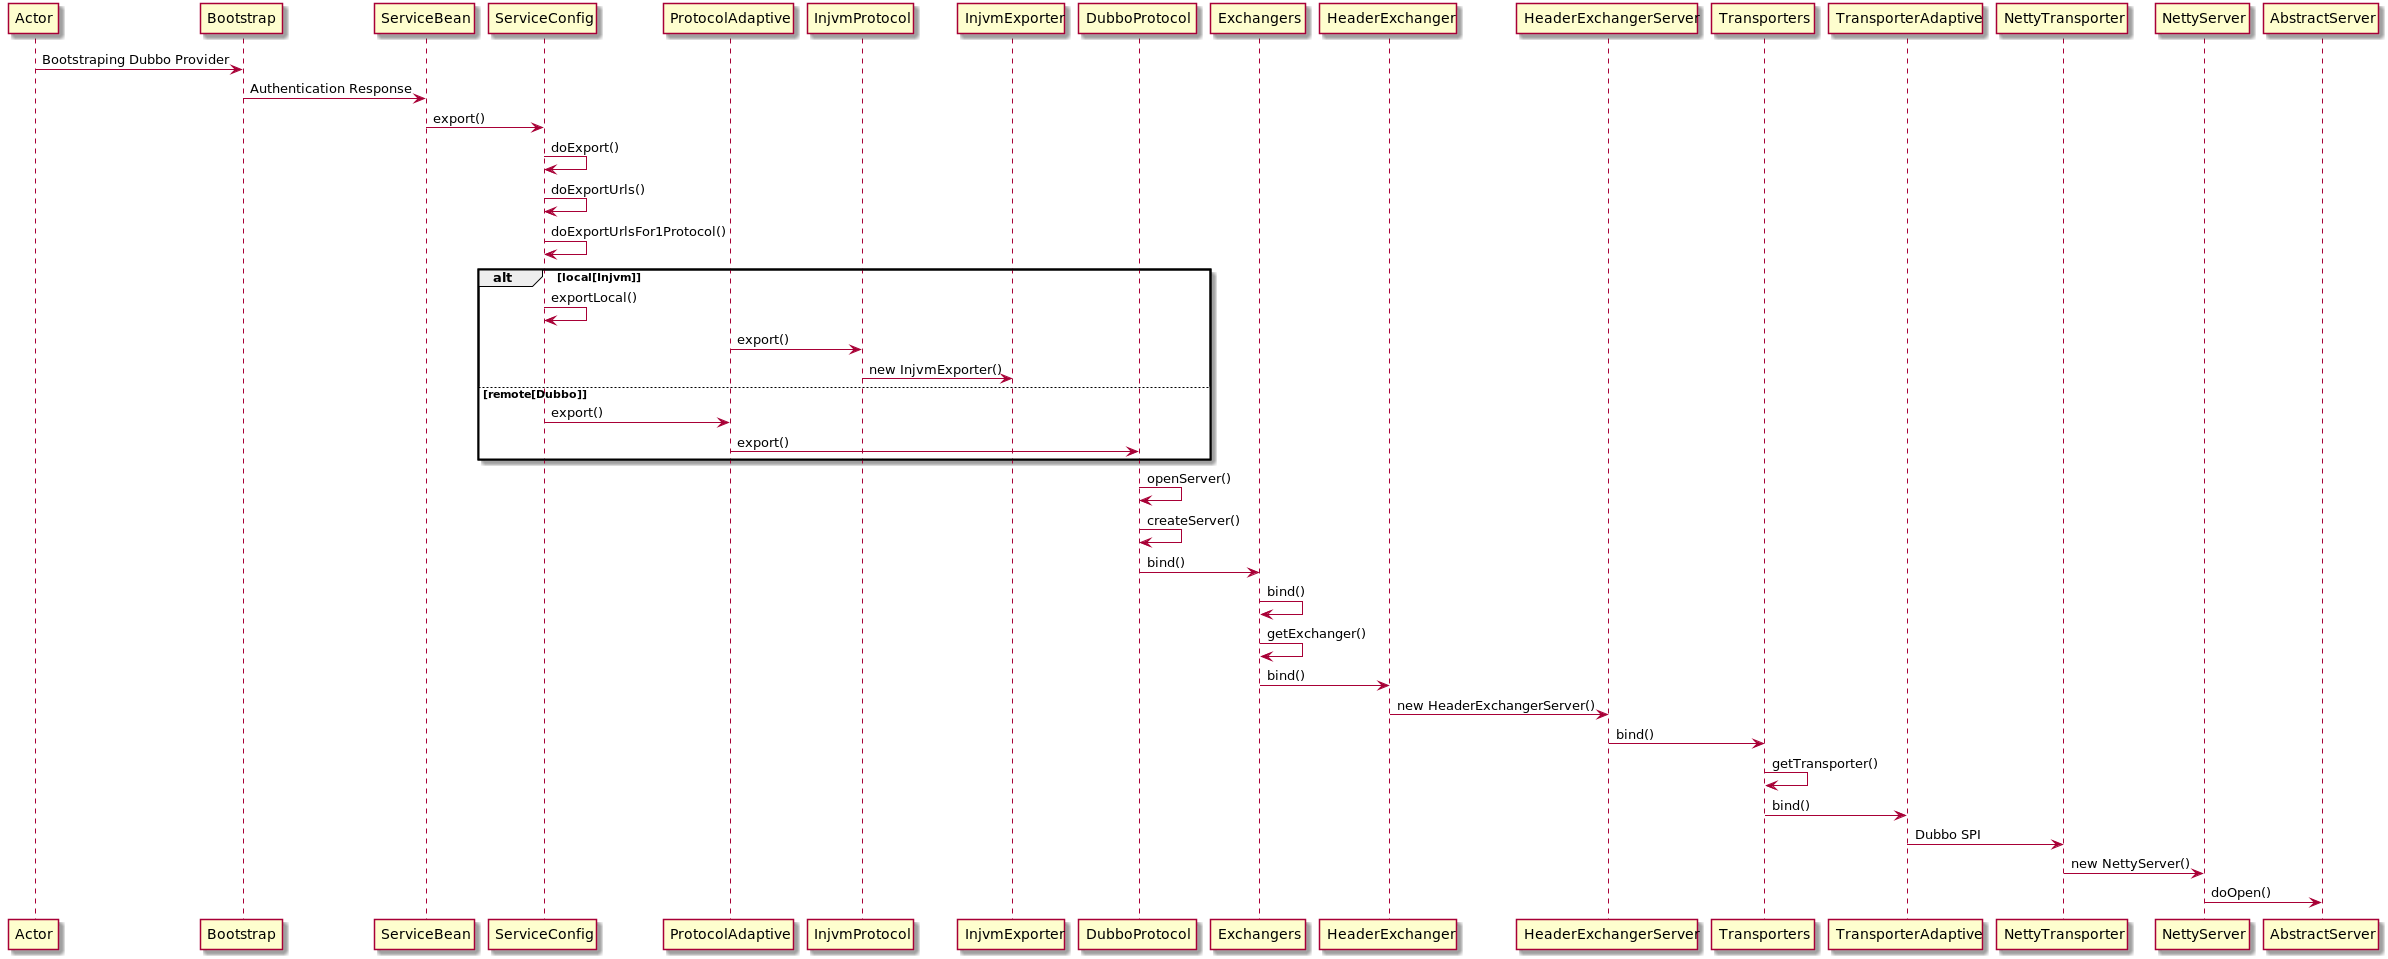 Actor
Bootstrap
ServiceBean
ServiceConfig
ProtocolAdaptive
InjvmProtocol
InjvmExporter
DubboProtocol
Exchangers
HeaderExchanger
HeaderExchangerServer
Transporters
TransporterAdaptive
NettyTransporter
NettyServer
AbstractServer
Bootstraping Dubbo Provider
Authentication Response
export()
doExport()
doExportUrls()
doExportUrlsFor1Protocol()
alt
[local[Injvm]]
exportLocal()
export()
new InjvmExporter()
[remote[Dubbo]]
export()
export()
openServer()
createServer()
bind()
bind()
getExchanger()
bind()
new HeaderExchangerServer()
bind()
getTransporter()
bind()
Dubbo SPI
new NettyServer()
doOpen()
Actor
Bootstrap
ServiceBean
ServiceConfig
ProtocolAdaptive
InjvmProtocol
InjvmExporter
DubboProtocol
Exchangers
HeaderExchanger
HeaderExchangerServer
Transporters
TransporterAdaptive
NettyTransporter
NettyServer
AbstractServer